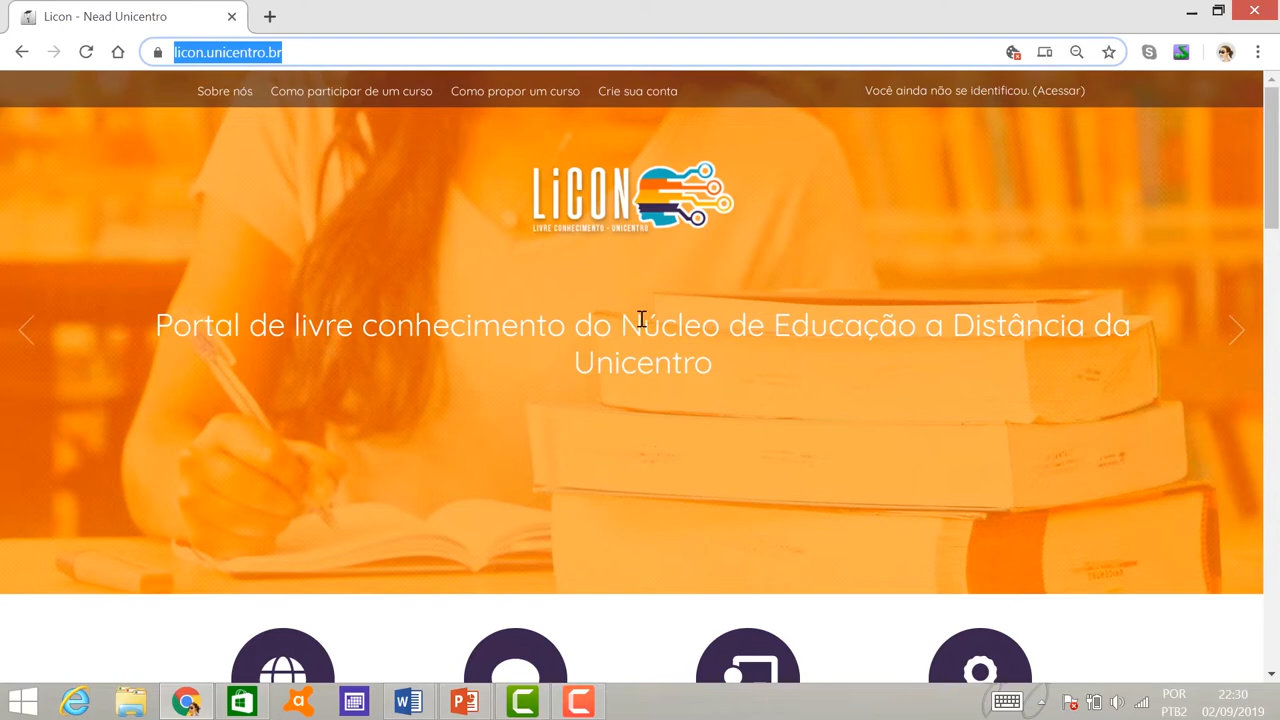 Licon - Nead Unicentro
licon.unicentro.br
Sobre nós Como participar de um curso Como propor um curso Crie sua conta Você ainda não se identificou. (Acessar)
LiCON
LIVRE CONHECIMENTO - UNICENTRO
Portal de livre conhecimento do Núcleo de Educação a Distância da
Unicentro
POR 22:30
PTB2 02/09/2019